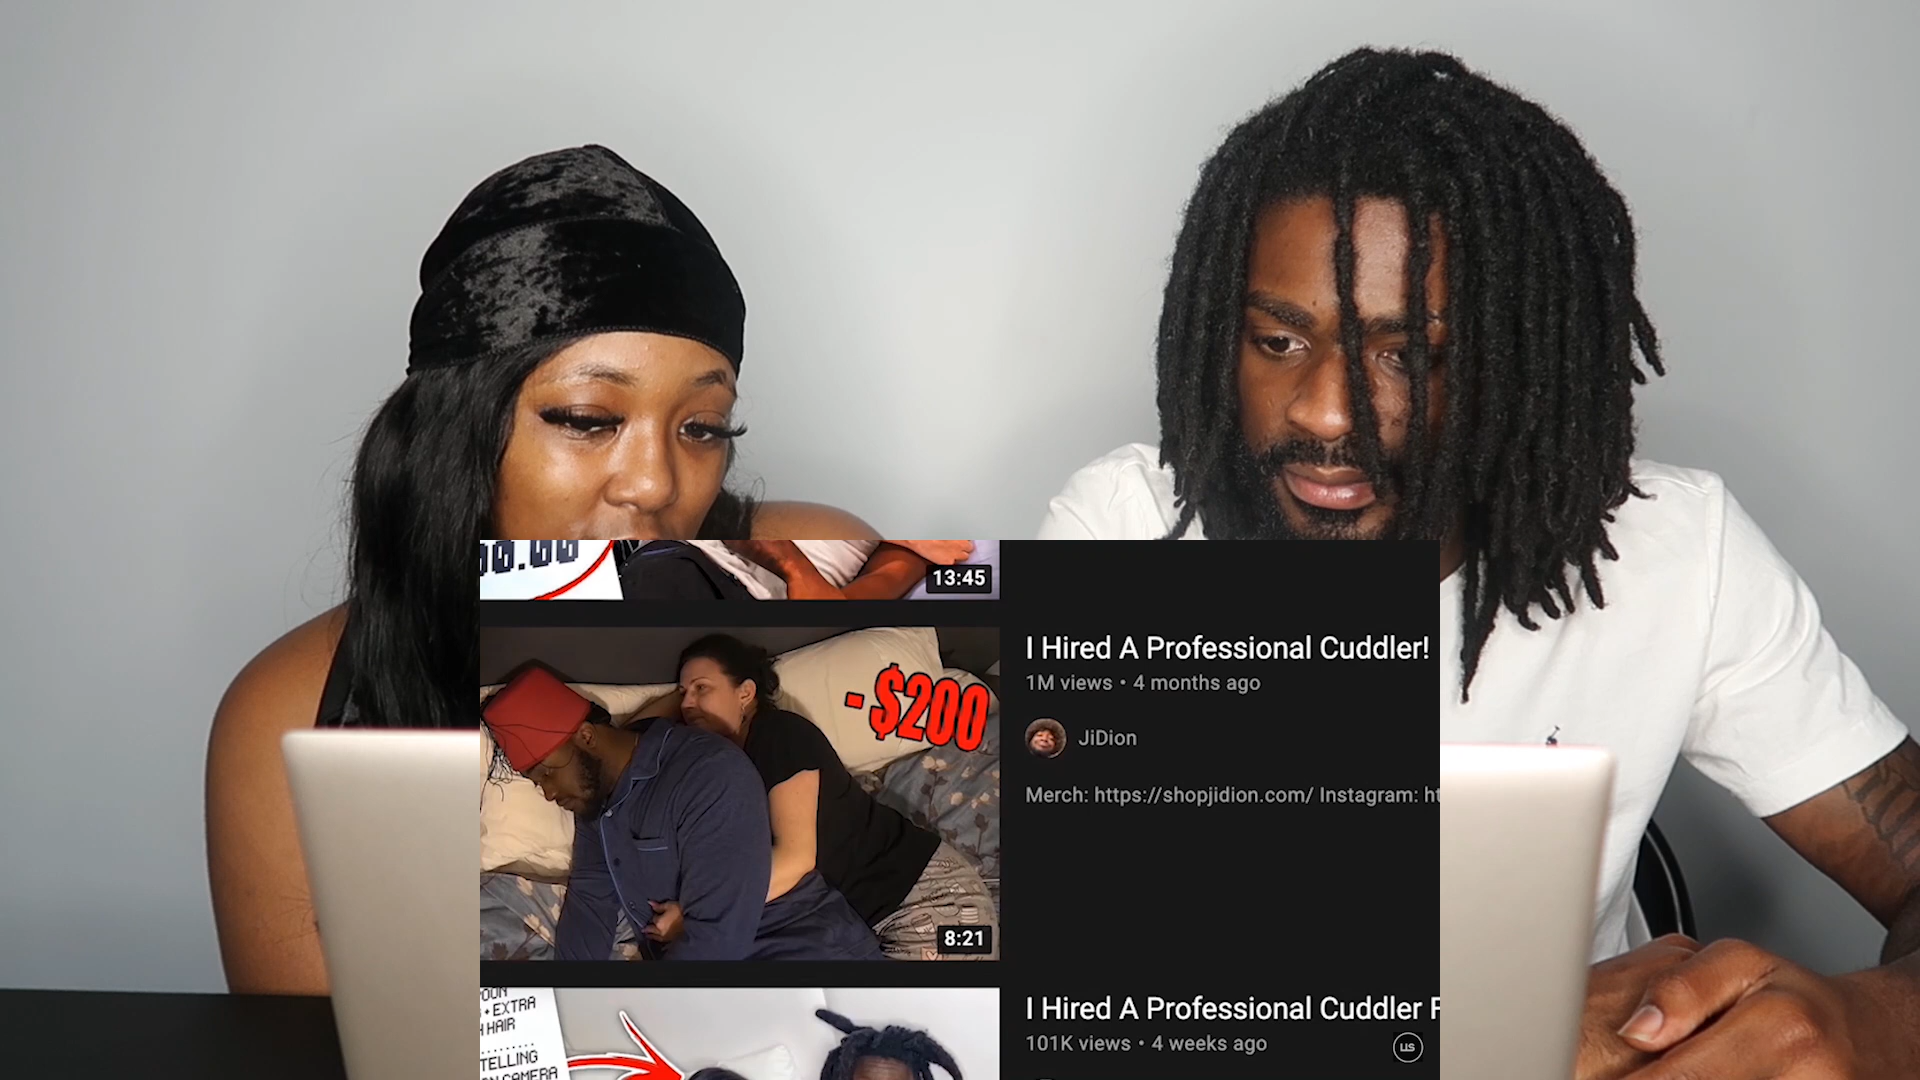 13:45
I Hired A Professional Cuddler!
1M views • 4 months ago
- $200
JiDion
Merch: https://shopjidion.com/ Instagram:
8:21
I Hired A Professional Cuddler
101K views • 4 weeks ago
+ EXTRA
HAIR
TELLING
CAMERA